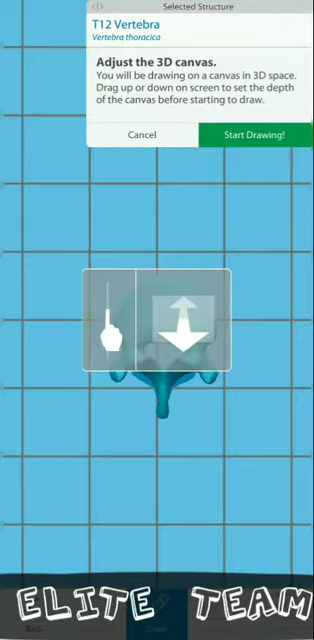 Selected Structure
T12 Vertebra
Vertebra thoracica
Adjust the 3D canvas.
You will be drawing on a canvas in 3D space.
Drag up or down on screen to set the depth
of the canvas before starting to draw.
Cancel
Start Drawing!
ELITE TEAM
Back
Draw